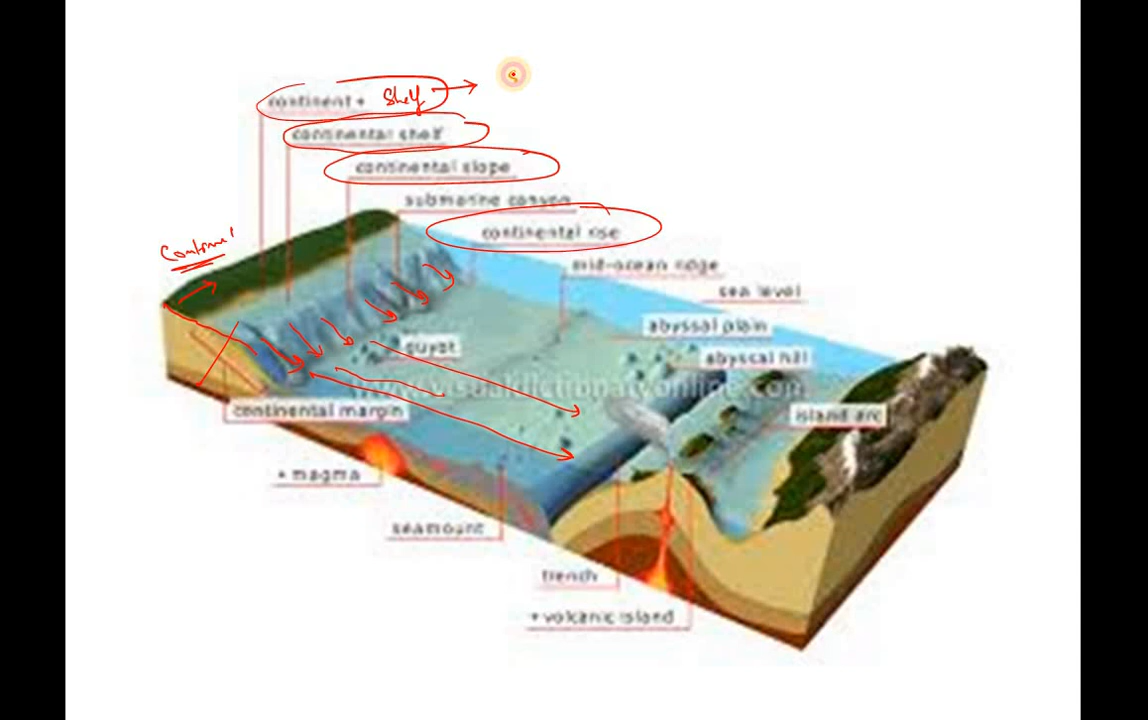 continent + Shelf
continental shelf
continental slope
submarine canyon
continental rise
mid-ocean ridge
sea level
abyssal plain
abyssal hill
guyot
island arc
continental margin
+ magma
seamount
trench
+ volcanic island